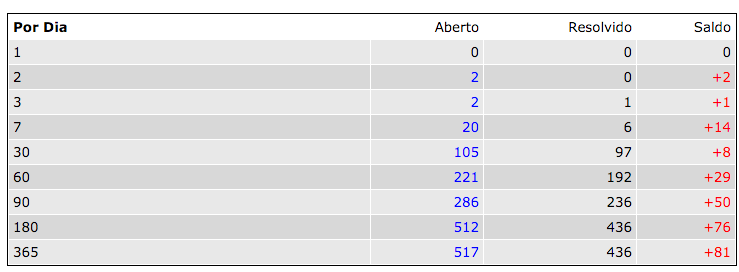 Por Dia Aberto Resolvido Saldo
1 0 0 0
2 2 0 +2
3 2 1 +1
7 20 6 +14
30 105 97 +8
60 221 192 +29
90 286 236 +50
180 512 436 +76
365 517 436 +81